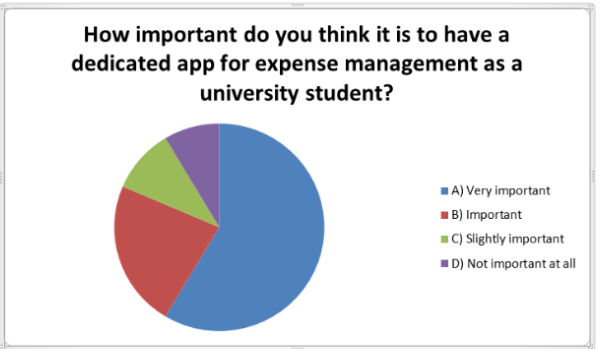 How important do you think it is to have a
dedicated app for expense management as a
university student?
A) Very important
B) Important
C) Slightly important
D) Not important at all